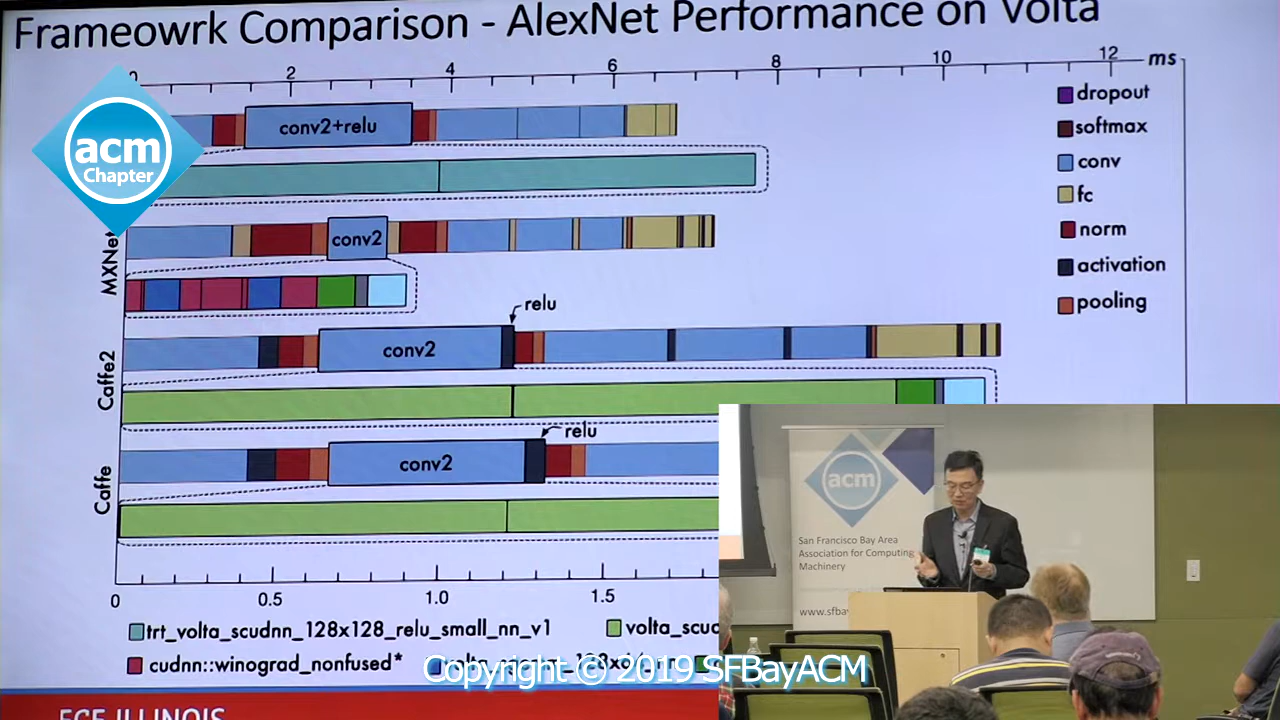 Frameowrk Comparison - AlexNet Performance on Volta
0 2 4 6 8 10 12 ms
acm
Chapter
conv2+relu
dropout
softmax
conv
fc
norm
activation
pooling
MXNet
conv2
relu
Caffe2
conv2
relu
Caffe
conv2
0 0.5 1.0 1.5
trt_volta_scudnn_128x128_relu_small_nn_v1
cudnn::winograd_nonfused*
Copyright © 2019 SFBayACM
ECE ILLINOIS
acm
San Francisco Bay Area
Association for Computing
Machinery